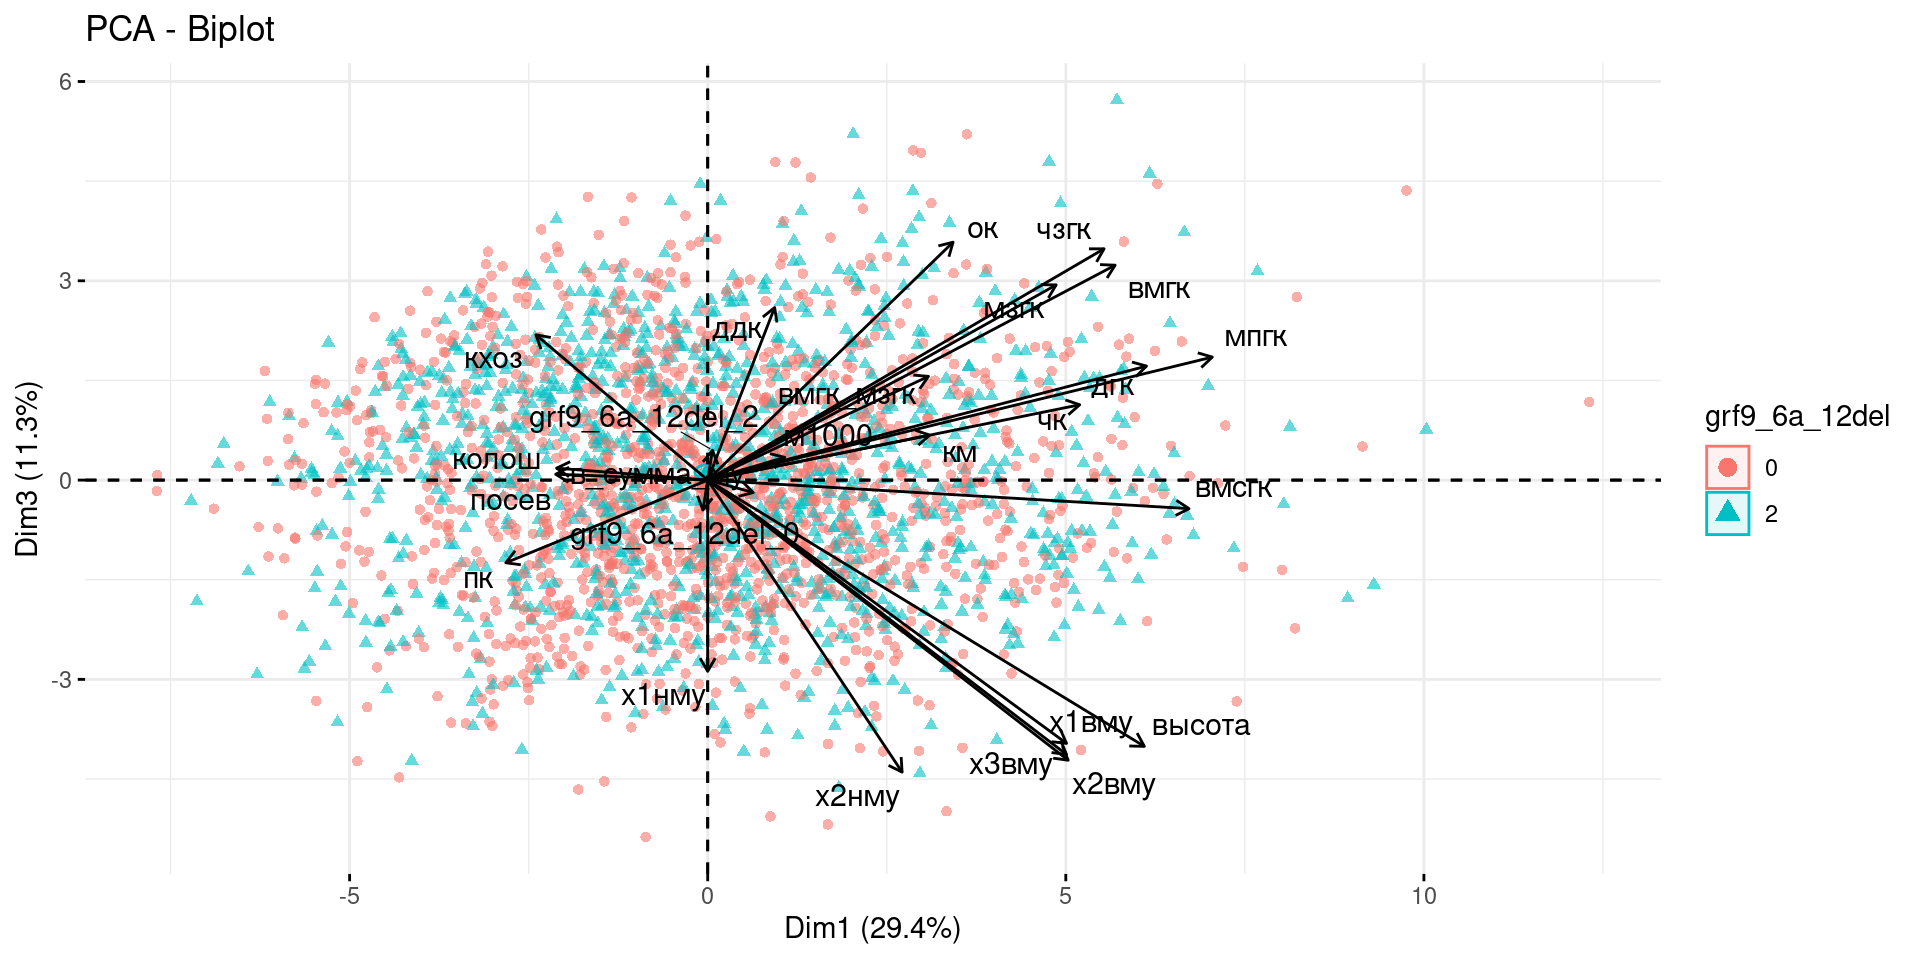 PCA - Biplot
6
3
0
-3
Dim3 (11.3%)
ок
чзгк
вмгк
мзгк
ддк
мпгк
кхоз
дгк
вмгк_мзгк
grf9_6a_12del_2
чк
м1000
км
колош
посев
вмсгк
grf9_6a_12del_0
пк
х1нму
х1вму
высота
х3вму
х2вму
х2нму
-5
0
5
10
Dim1 (29.4%)
grf9_6a_12del
0
2